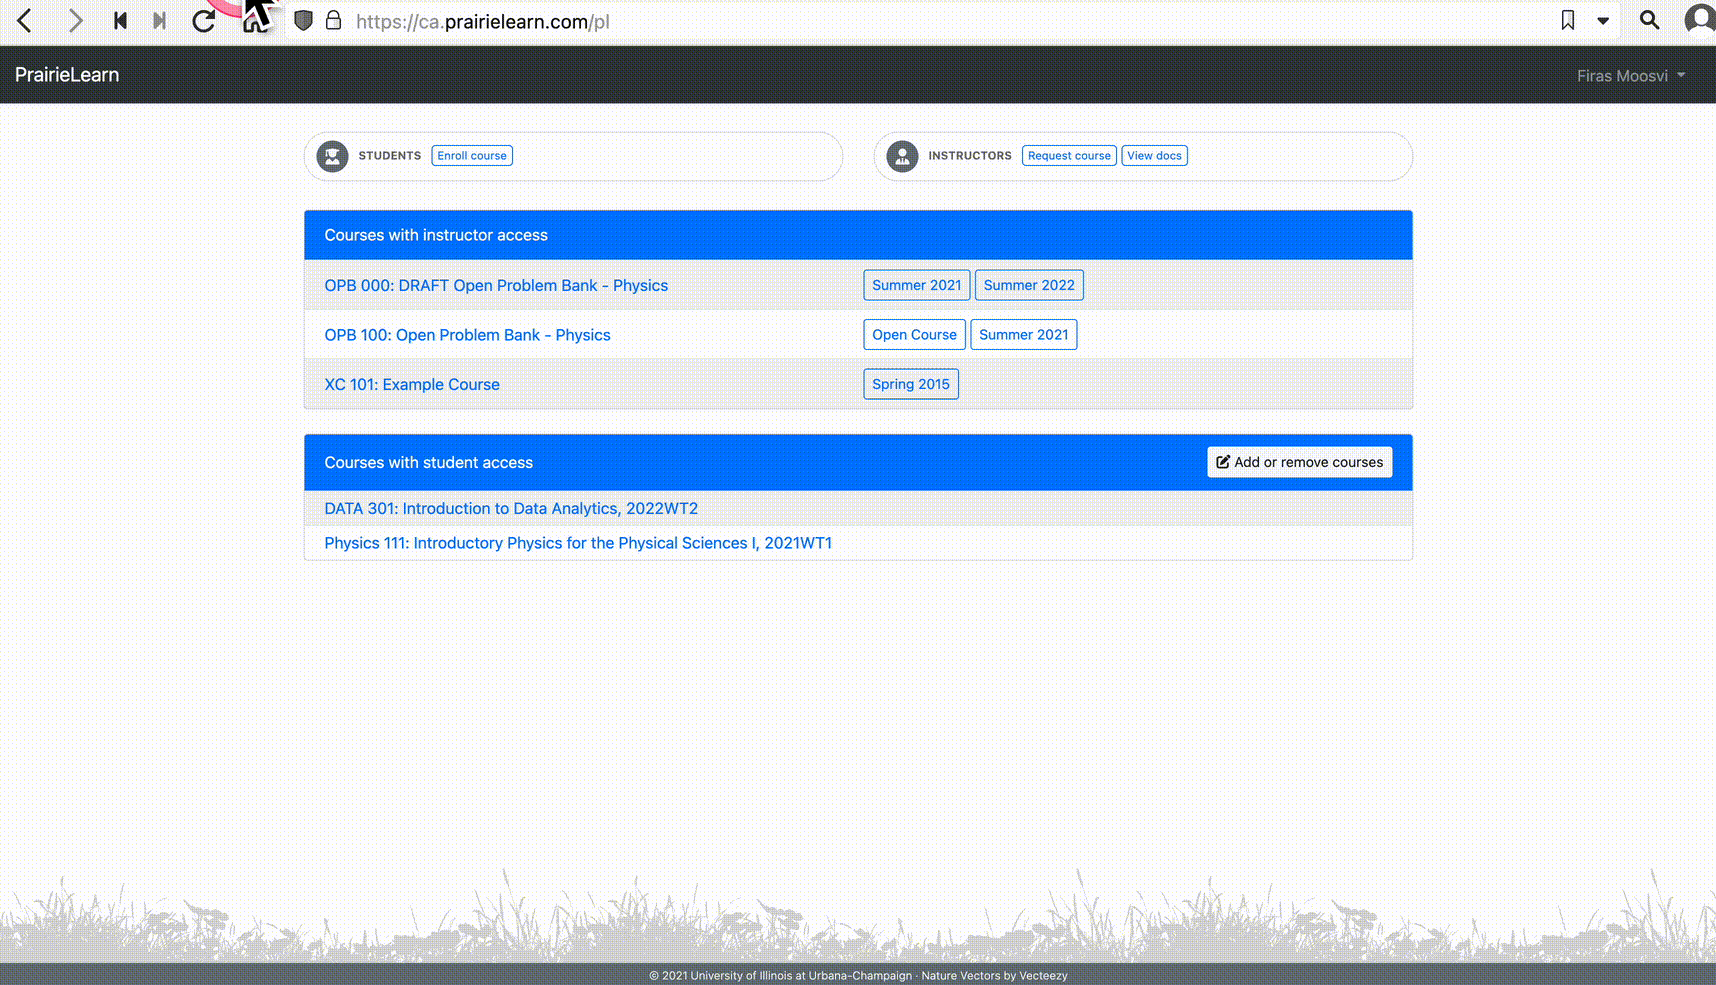 https://ca.prairielearn.com/pl
PrairieLearn
Firas Moosvi
STUDENTS Enroll course
INSTRUCTORS Request course View docs
Courses with instructor access
OPB 000: DRAFT Open Problem Bank - Physics Summer 2021 Summer 2022
OPB 100: Open Problem Bank - Physics Open Course Summer 2021
XC 101: Example Course Spring 2015
Courses with student access Add or remove courses
DATA 301: Introduction to Data Analytics, 2022WT2
Physics 111: Introductory Physics for the Physical Sciences I, 2021WT1
© 2021 University of Illinois at Urbana-Champaign · Nature Vectors by Vecteezy